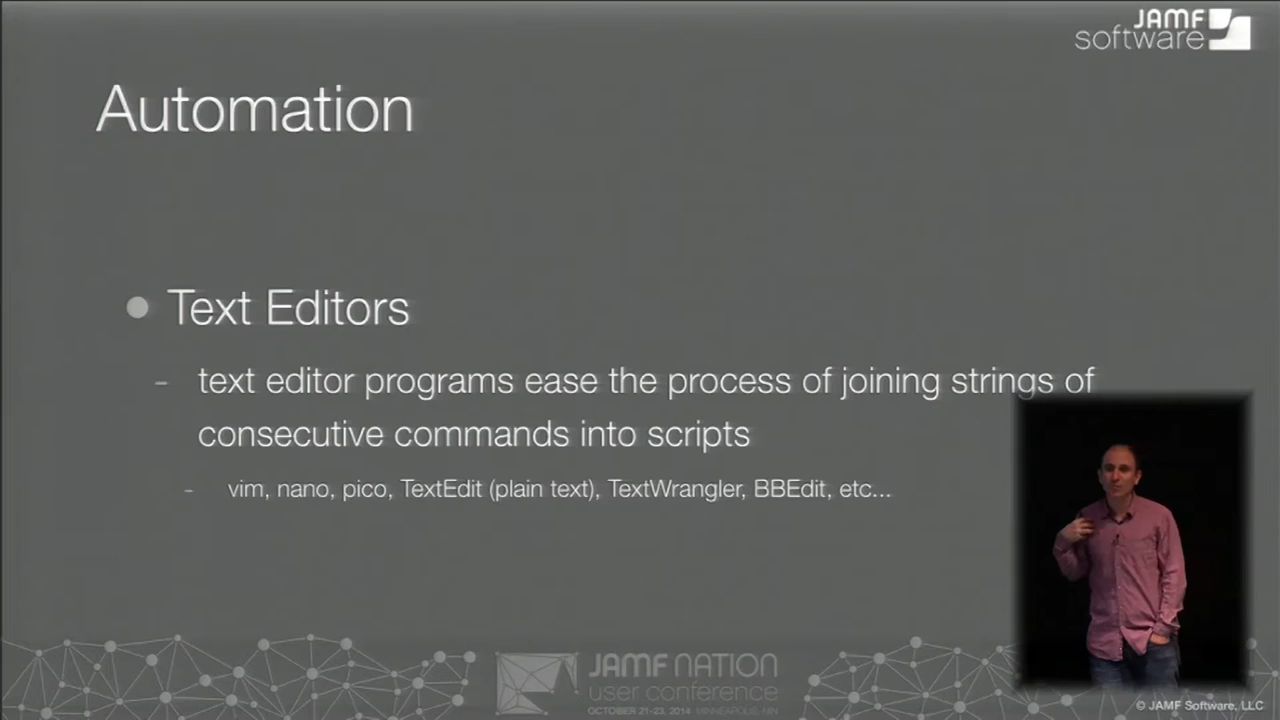 JAMF
software
Automation
Text Editors
- text editor programs ease the process of joining strings of
consecutive commands into scripts
- vim, nano, pico, TextEdit (plain text), TextWrangler, BBEdit, etc...
JAMF NATION
user conference
OCTOBER 21-23, 2014 MINNEAPOLIS, MN
© JAMF Software, LLC